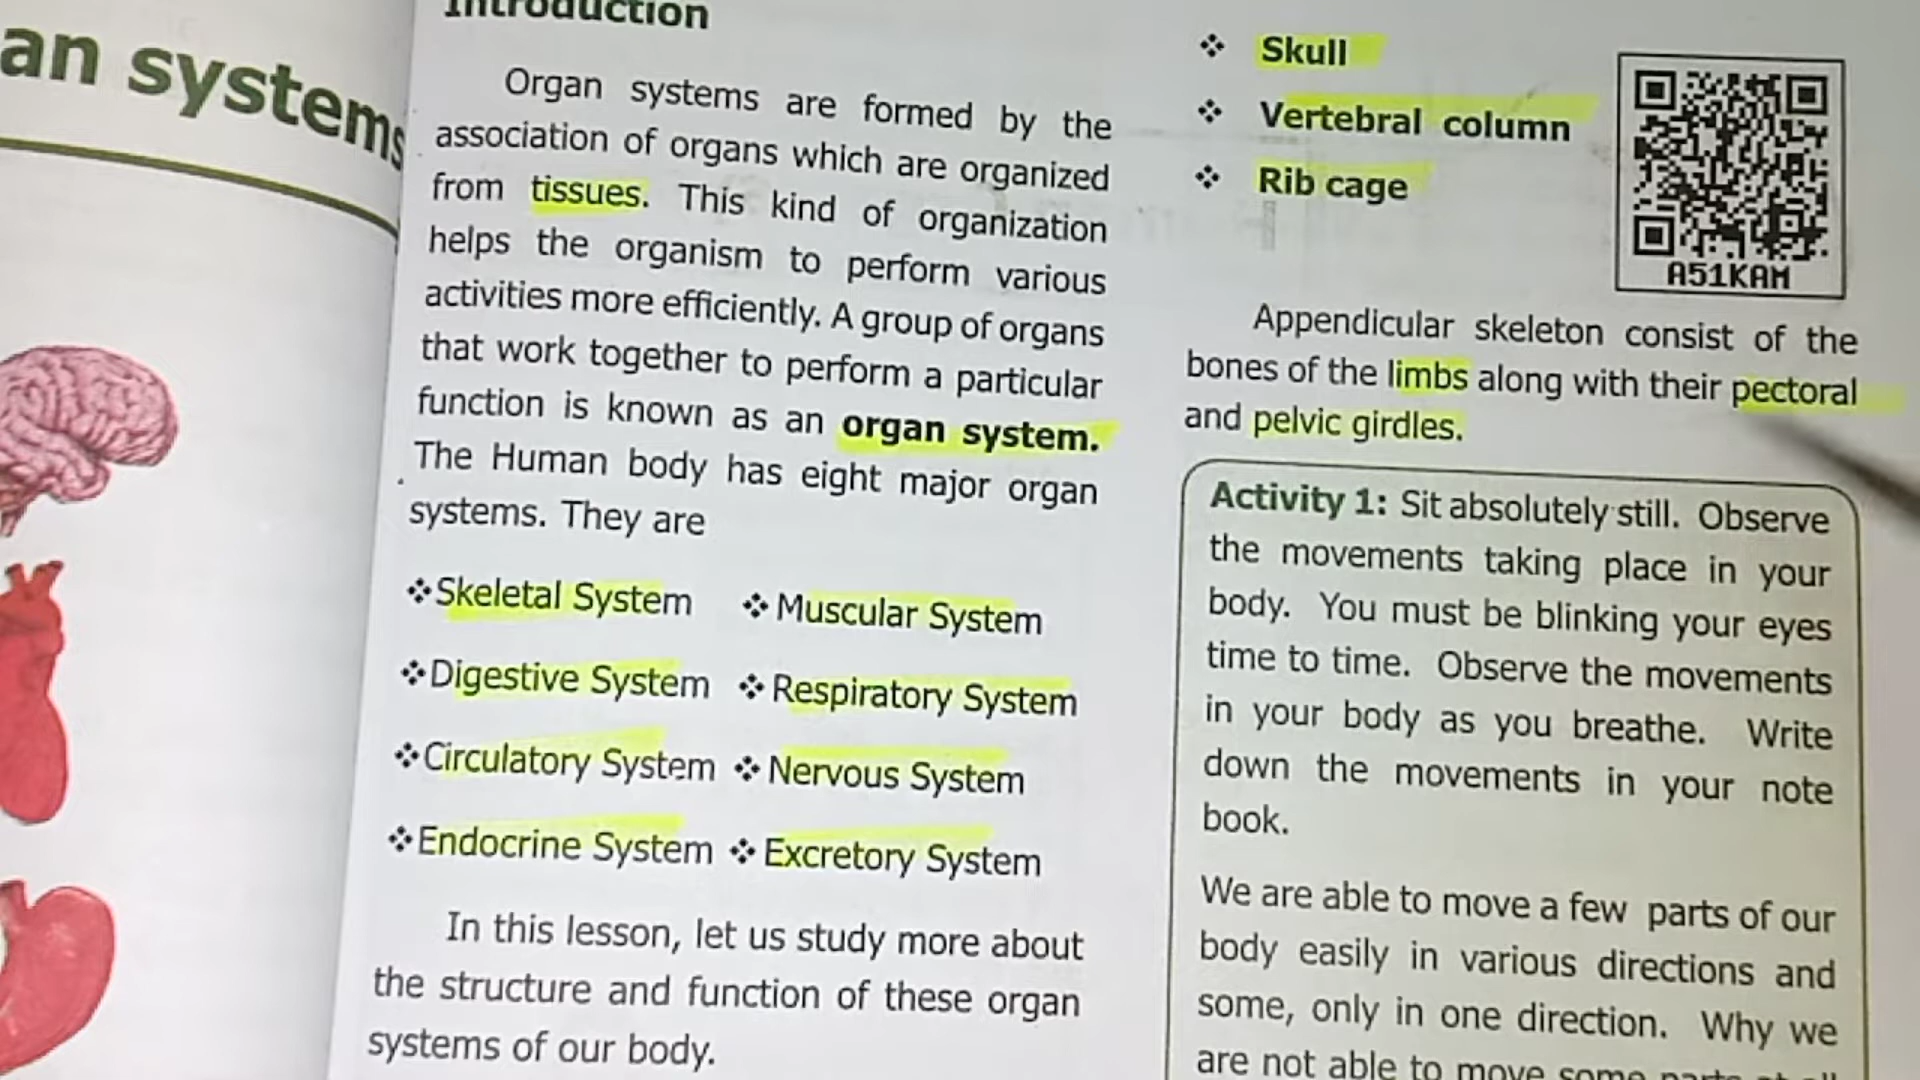 an systems
Introduction
Organ systems are formed by the
association of organs which are organized
from tissues. This kind of organization
helps the organism to perform various
activities more efficiently. A group of organs
that work together to perform a particular
function is known as an organ system.
The Human body has eight major organ
systems. They are
❖Skeletal System ❖Muscular System
❖Digestive System ❖Respiratory System
❖Circulatory System ❖Nervous System
❖Endocrine System ❖Excretory System
In this lesson, let us study more about
the structure and function of these organ
systems of our body.
❖ Skull
❖ Vertebral column
❖ Rib cage
A51KAM
Appendicular skeleton consist of the
bones of the limbs along with their pectoral
and pelvic girdles.
Activity 1: Sit absolutely still. Observe
the movements taking place in your
body. You must be blinking your eyes
time to time. Observe the movements
in your body as you breathe. Write
down the movements in your note
book.
We are able to move a few parts of our
body easily in various directions and
some, only in one direction. Why we
are not able to move some parts at all